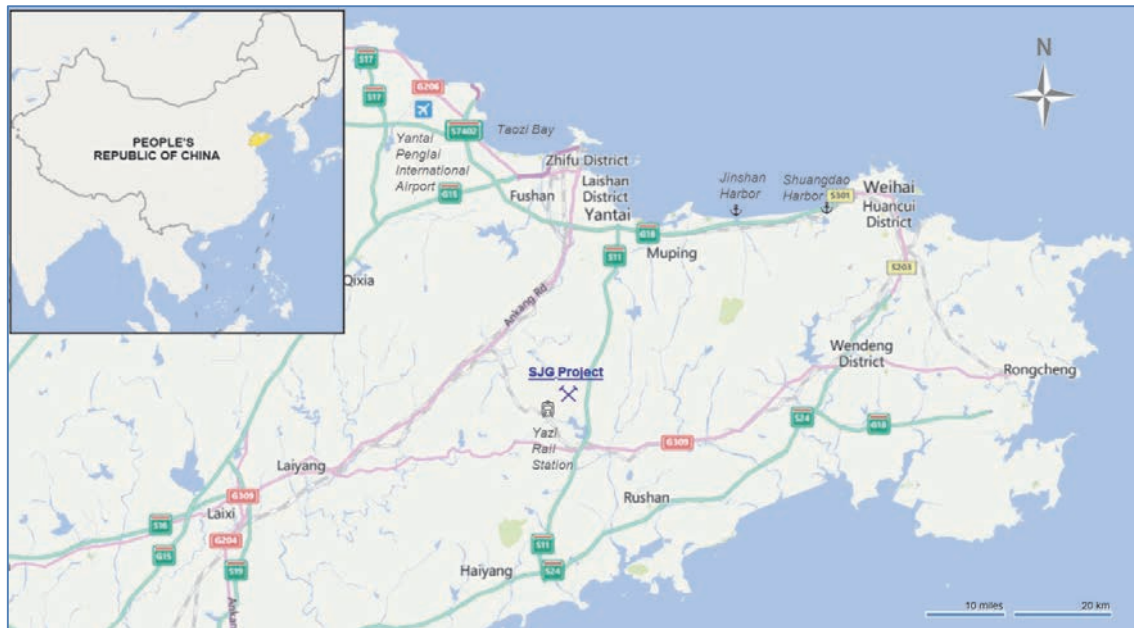 PEOPLE'S
REPUBLIC OF CHINA
N
S17
S17
G206
S7402
Taozi Bay
Yantai
Penglai
International
Airport
Zhifu District
Fushan
Laishan
District
Yantai
G15
G18
S11
Muping
Jinshan
Harbor
Shuangdao
Harbor
S301
Weihai
Huancui
District
S203
Qixia
Ankang Rd
Wendeng
District
Rongcheng
SJG Project
Yazi
Rail
Station
S24
G18
G309
Laiyang
G309
Laixi
S16
G15
G204
S19
Rushan
S11
Haiyang
S24
10 miles
20 km